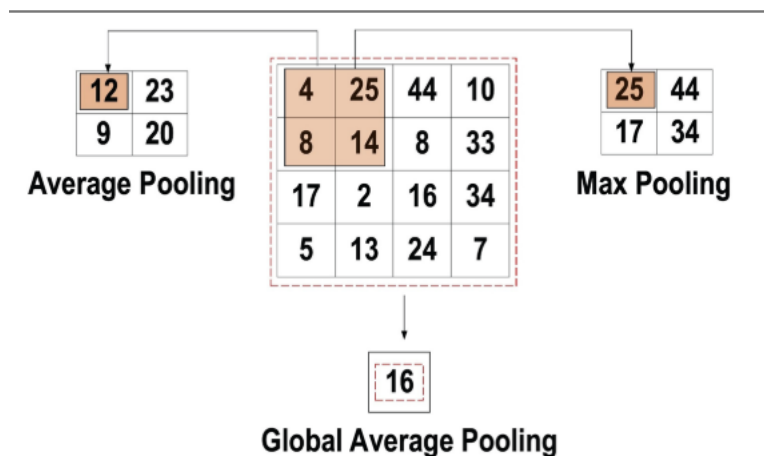 12 23
9 20
Average Pooling
4 25 44 10
8 14 8 33
17 2 16 34
5 13 24 7
25 44
17 34
Max Pooling
16
Global Average Pooling